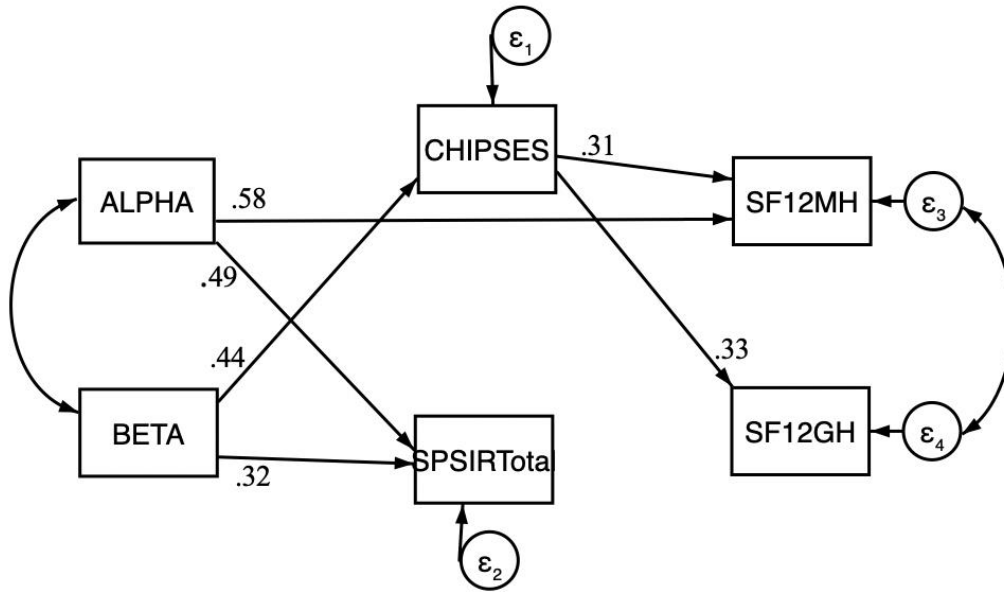 ε₁
CHIPSES
.31
ALPHA
.58
SF12MH
ε₃
.49
.44
.33
BETA
.32
SPSIRTotal
SF12GH
ε₄
ε₂